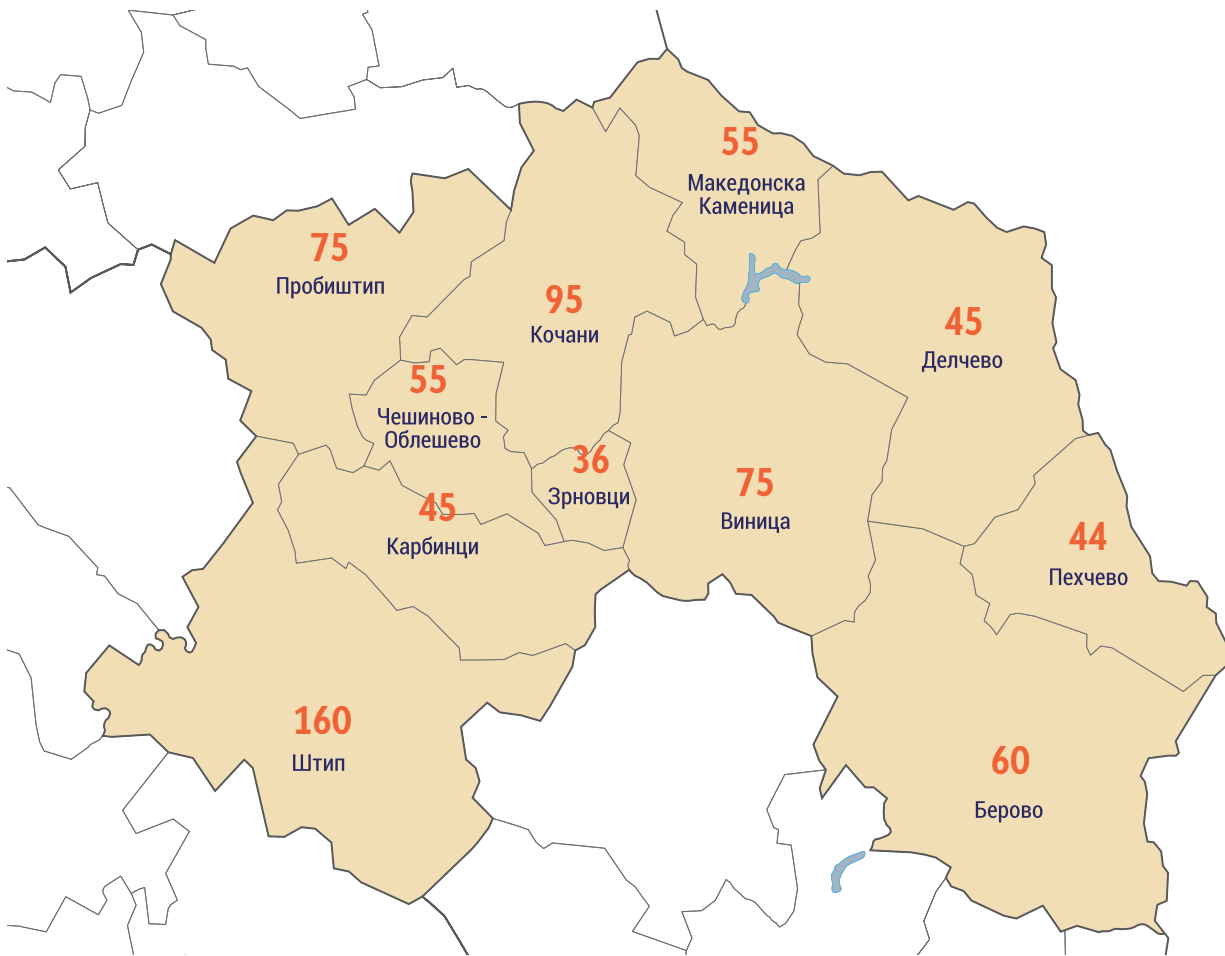 55
Македонска
Каменица
75
Пробиштип
95
Кочани
45
Делчево
55
Чешиново -
Облешево
36
Зрновци
75
Виница
45
Карбинци
44
Пехчево
160
Штип
60
Берово